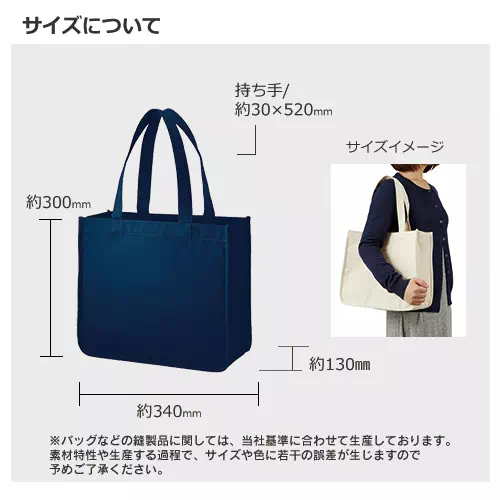 サイズについて
持ち手/
約30×520mm
サイズイメージ
約300mm
約130㎜
約340mm
※バッグなどの縫製品に関しては、当社基準に合わせて生産しております。
素材特性や生産する過程で、サイズや色に若干の誤差が生じますので
予めご了承ください。